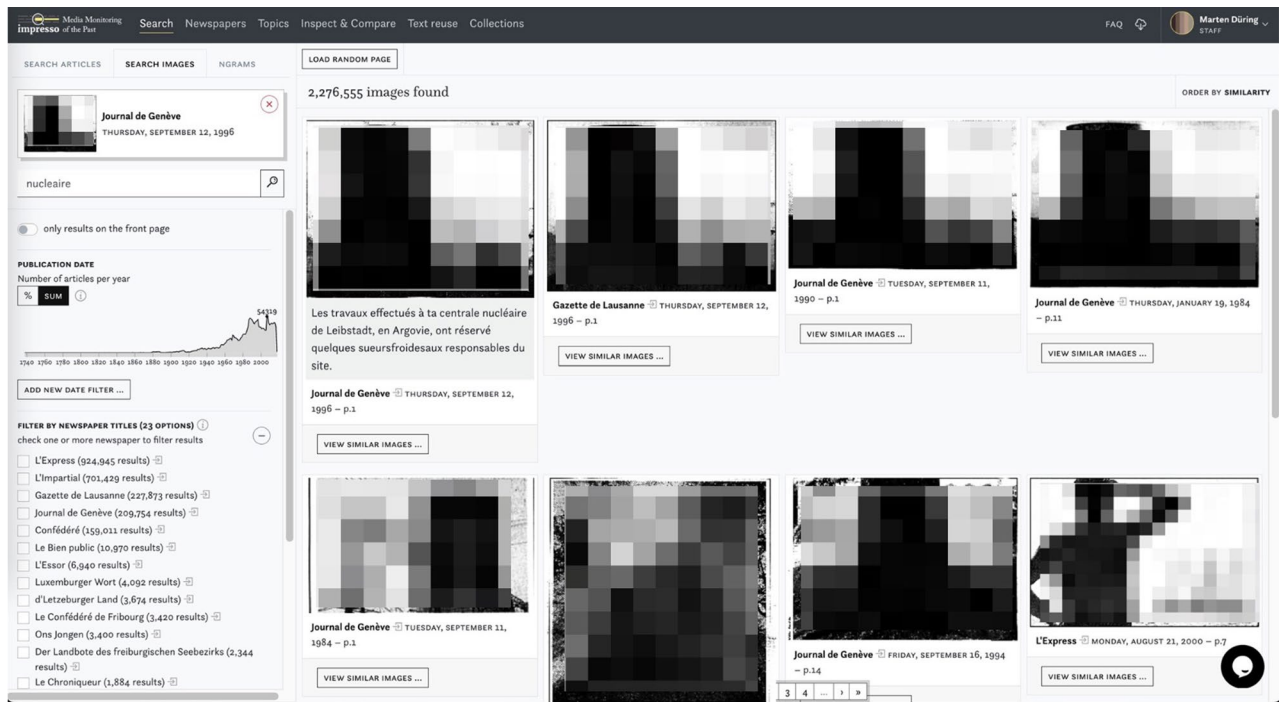 impresso
Media Monitoring
of the Past
Search
Newspapers
Topics
Inspect & Compare
Text reuse
Collections
FAQ
Marten Düring
STAFF
SEARCH ARTICLES
SEARCH IMAGES
NGRAMS
Journal de Genève
THURSDAY, SEPTEMBER 12, 1996
nucleaire
only results on the front page
PUBLICATION DATE
Number of articles per year
% SUM
54319
1740 1760 1780 1800 1820 1840 1860 1880 1900 1920 1940 1960 1980 2000
ADD NEW DATE FILTER ...
FILTER BY NEWSPAPER TITLES (23 OPTIONS)
check one or more newspaper to filter results
L'Express (924,945 results)
L'Impartial (701,429 results)
Gazette de Lausanne (227,873 results)
Journal de Genève (209,754 results)
Confédéré (159,011 results)
Le Bien public (10,970 results)
L'Essor (6,940 results)
Luxemburger Wort (4,092 results)
d'Letzeburger Land (3,674 results)
Le Confédéré de Fribourg (3,420 results)
Ons Jongen (3,400 results)
Der Landbote des freiburgischen Seebezirks (2,344
results)
Le Chroniqueur (1,884 results)
LOAD RANDOM PAGE
2,276,555 images found
ORDER BY SIMILARITY
Les travaux effectués à ta centrale nucléaire
de Leibstadt, en Argovie, ont réservé
quelques sueursfroidesaux responsables du
site.
Journal de Genève THURSDAY, SEPTEMBER 12,
1996 – p.1
VIEW SIMILAR IMAGES ...
Gazette de Lausanne THURSDAY, SEPTEMBER 12,
1996 – p.1
VIEW SIMILAR IMAGES ...
Journal de Genève TUESDAY, SEPTEMBER 11,
1990 – p.1
VIEW SIMILAR IMAGES ...
Journal de Genève THURSDAY, JANUARY 19, 1984
– p.11
VIEW SIMILAR IMAGES ...
Journal de Genève TUESDAY, SEPTEMBER 11,
1984 – p.1
VIEW SIMILAR IMAGES ...
Journal de Genève FRIDAY, SEPTEMBER 16, 1994
– p.14
L'Express MONDAY, AUGUST 21, 2000 – p.7
VIEW SIMILAR IMAGES ...
3 4 ... › »